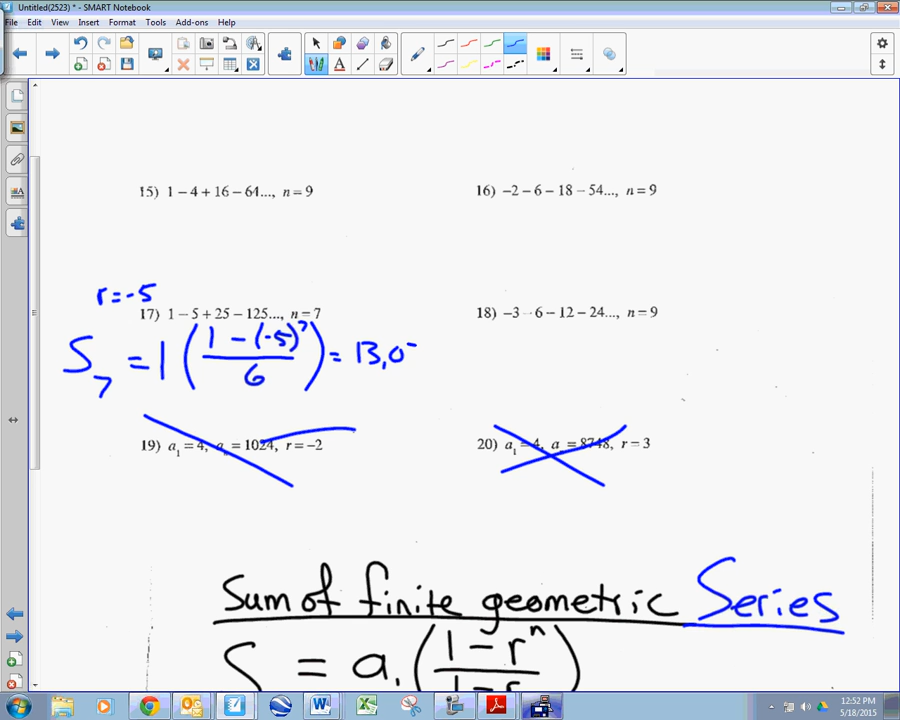 Untitled(2523) * - SMART Notebook
File Edit View Insert Format Tools Add-ons Help
15) 1 − 4 + 16 − 64..., n = 9
16) −2 − 6 − 18 − 54..., n = 9
r = -5
17) 1 − 5 + 25 − 125..., n = 7
18) −3 − 6 − 12 − 24..., n = 9
S₇ = 1 ( (1 - (-5)⁷) / 6 ) = 13,0
19) a₁ = 4, a = 1024, r = −2
20) a₁ = 4, a = 8748, r = 3
Sum of finite geometric Series
S = a₁ ( (1 - rⁿ) / (1 - r) )
12:52 PM
5/18/2015